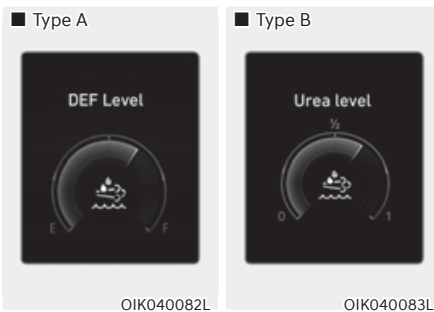 ■ Type A
DEF Level
E F
OIK040082L
■ Type B
Urea level
½
0 1
OIK040083L